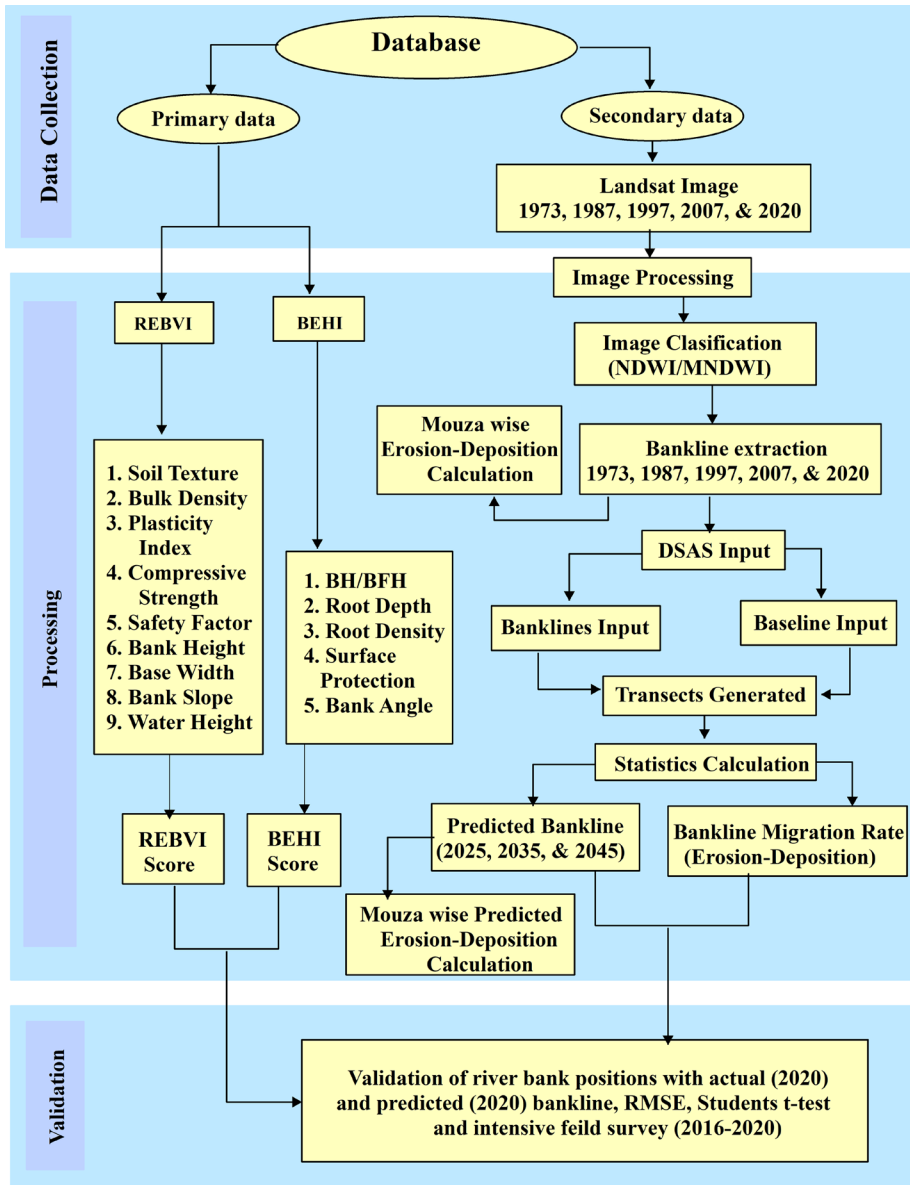 Data Collection
Database
Primary data
Secondary data
Landsat Image
1973, 1987, 1997, 2007, & 2020
Processing
Image Processing
REBVI
BEHI
Image Clasification
(NDWI/MNDWI)
Mouza wise
Erosion-Deposition
Calculation
Bankline extraction
1973, 1987, 1997, 2007, & 2020
1. Soil Texture
2. Bulk Density
3. Plasticity
Index
4. Compressive
Strength
5. Safety Factor
6. Bank Height
7. Base Width
8. Bank Slope
9. Water Height
1. BH/BFH
2. Root Depth
3. Root Density
4. Surface
Protection
5. Bank Angle
DSAS Input
Banklines Input
Baseline Input
Transects Generated
Statistics Calculation
REBVI
Score
BEHI
Score
Predicted Bankline
(2025, 2035, & 2045)
Bankline Migration Rate
(Erosion-Deposition)
Mouza wise Predicted
Erosion-Deposition
Calculation
Validation
Validation of river bank positions with actual (2020)
and predicted (2020) bankline, RMSE, Students t-test
and intensive feild survey (2016-2020)